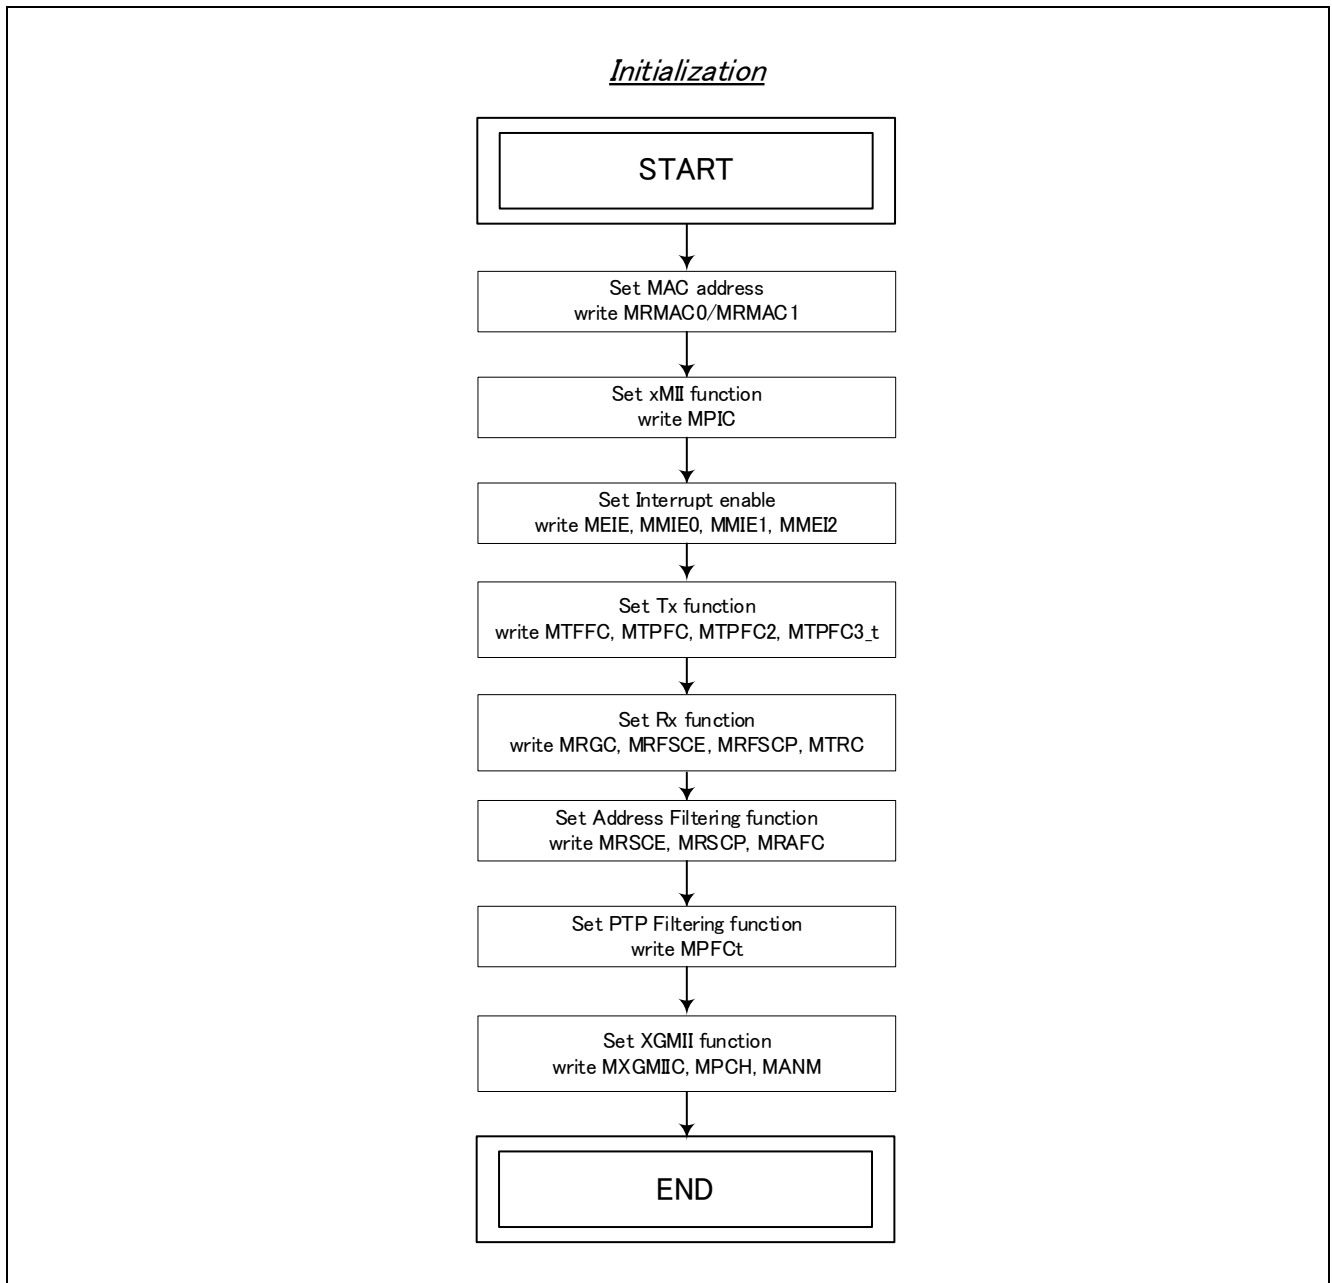 Initialization
START
Set MAC address
write MRMAC0/MRMAC1
Set xMII function
write MPIC
Set Interrupt enable
write MEIE, MMIE0, MMIE1, MMEI2
Set Tx function
write MTFFC, MTPFC, MTPFC2, MTPFC3_t
Set Rx function
write MRGC, MRFSCE, MRFSCP, MTRC
Set Address Filtering function
write MRSCE, MRSCP, MRAFC
Set PTP Filtering function
write MPFCt
Set XGMII function
write MXGMIIC, MPCH, MANM
END